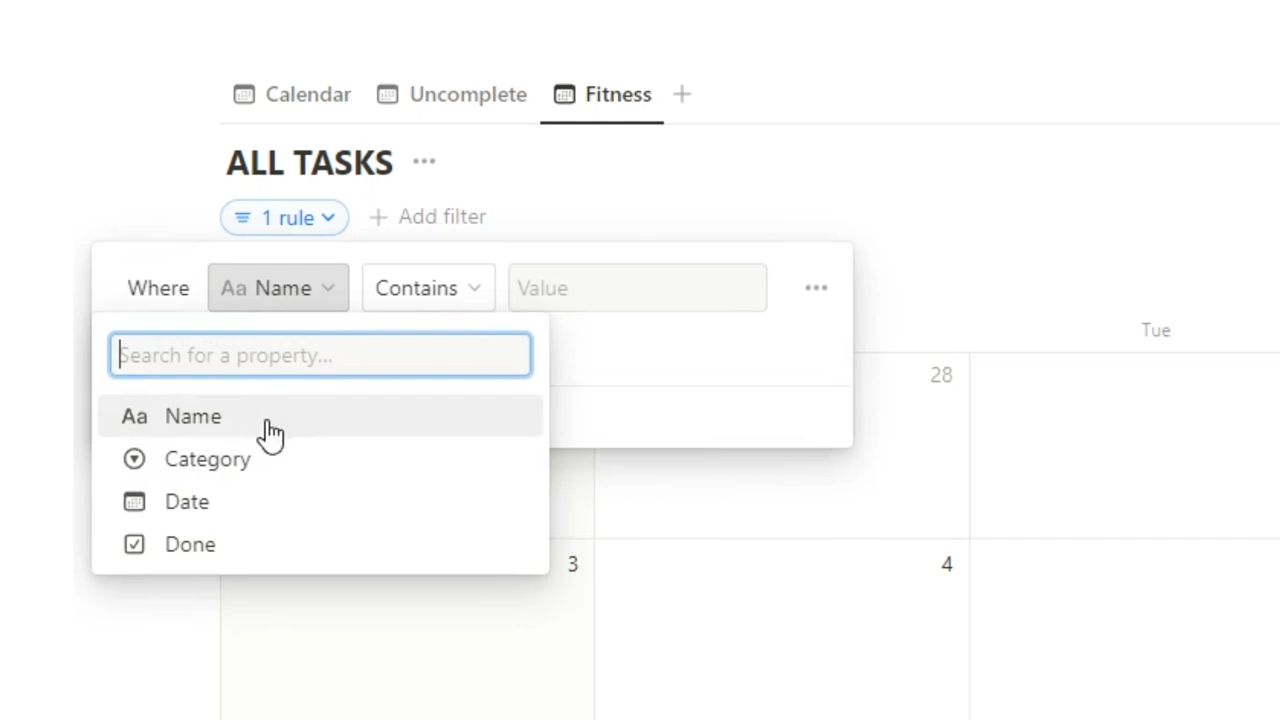 Calendar Uncomplete Fitness +
ALL TASKS ...
1 rule + Add filter
Where Aa Name Contains Value ...
Search for a property...
Aa Name
Category
Date
Done
Tue
28
3
4